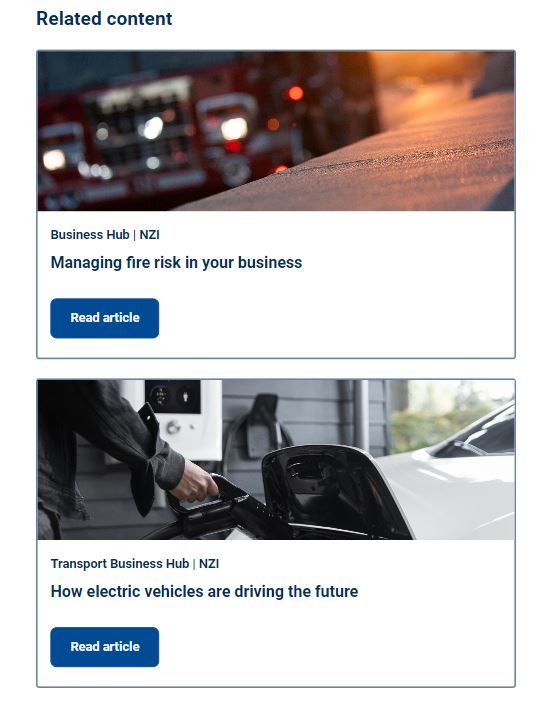 Related content
Business Hub | NZI
Managing fire risk in your business
Read article
Transport Business Hub | NZI
How electric vehicles are driving the future
Read article